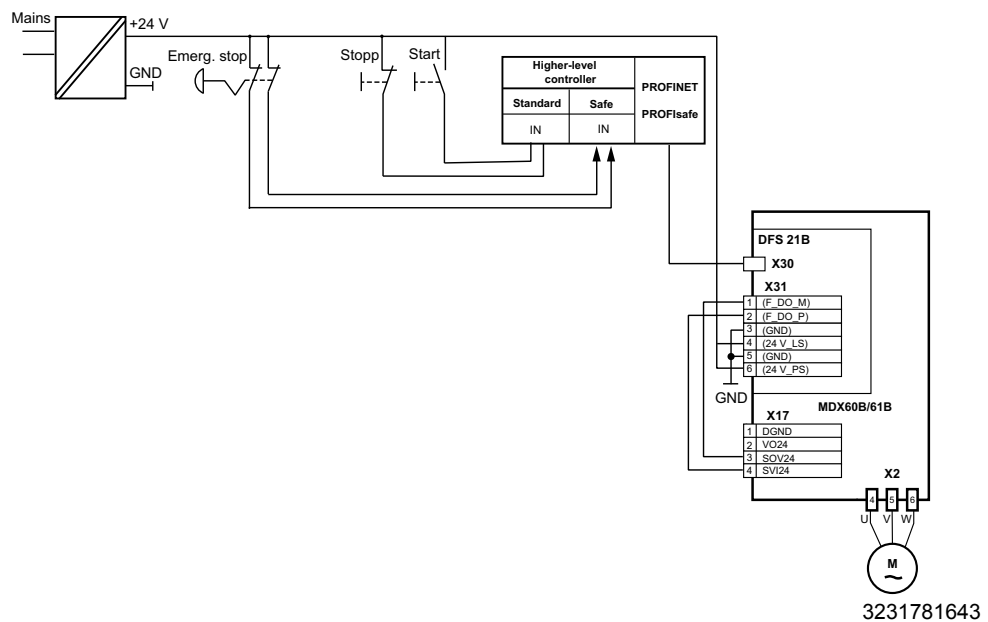 Mains
+24 V
GND
Emerg. stop
Stopp
Start
Higher-level
controller
Standard
Safe
IN
IN
PROFINET
PROFIsafe
DFS 21B
X30
X31
1 (F_DO_M)
2 (F_DO_P)
3 (GND)
4 (24 V_LS)
5 (GND)
6 (24 V_PS)
GND
MDX60B/61B
X17
1 DGND
2 VO24
3 SOV24
4 SVI24
X2
4 5 6
U V W
M
3231781643